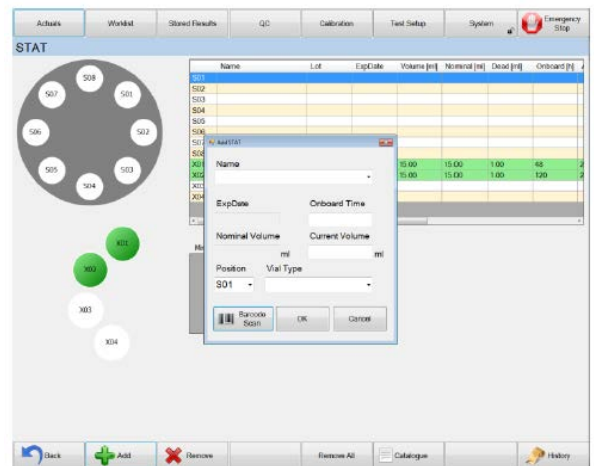 Actuals Worklist Stored Results QC Calibration Test Setup System Emergency Stop
STAT
Name Lot ExpDate Volume [ml] Nominal [ml] Dead [ml] Onboard [h]
S01
S02
S03
S04
S05
S06
S07
S08
X01 15.00 15.00 1.00 48 2
X02 15.00 15.00 1.00 120 2
X03
X04
S08
S07 S01
S06 S02
S05 S03
S04
X01
X02
X03
X04
AddSTAT
Name
ExpDate Onboard Time
Nominal Volume Current Volume
ml ml
Position Vial Type
S01
Barcode Scan OK Cancel
Back Add Remove Remove All Catalogue History